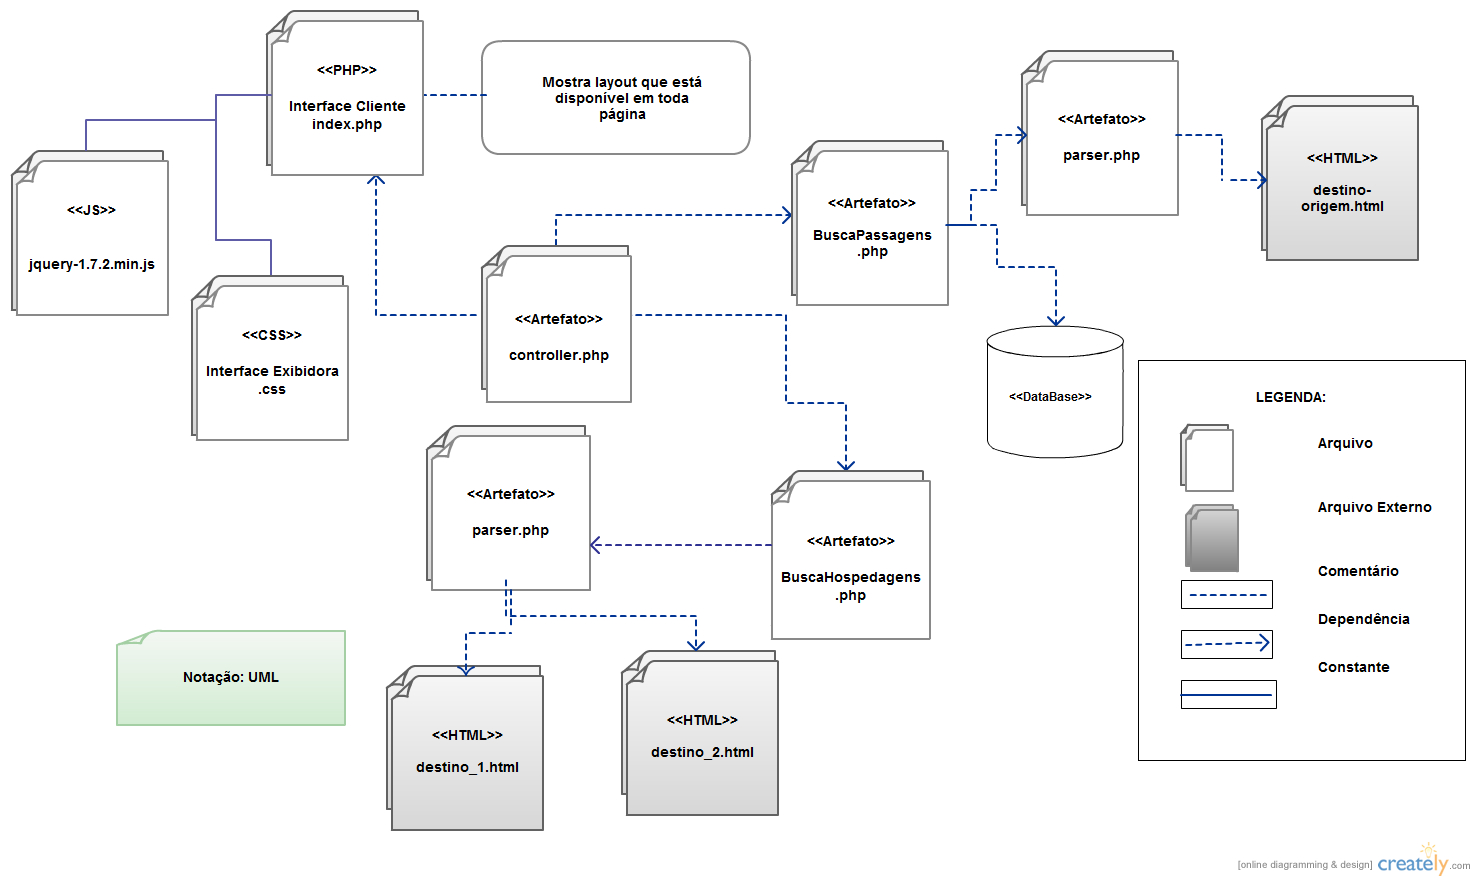 <<PHP>>
Interface Cliente
index.php
Mostra layout que está
disponível em toda
página
<<Artefato>>
parser.php
<<HTML>>
destino-
origem.html
<<JS>>
jquery-1.7.2.min.js
<<Artefato>>
BuscaPassagens
.php
<<CSS>>
Interface Exibidora
.css
<<Artefato>>
controller.php
<<DataBase>>
LEGENDA:
Arquivo
Arquivo Externo
Comentário
Dependência
Constante
<<Artefato>>
parser.php
<<Artefato>>
BuscaHospedagens
.php
Notação: UML
<<HTML>>
destino_1.html
<<HTML>>
destino_2.html
[online diagramming & design] creately.com